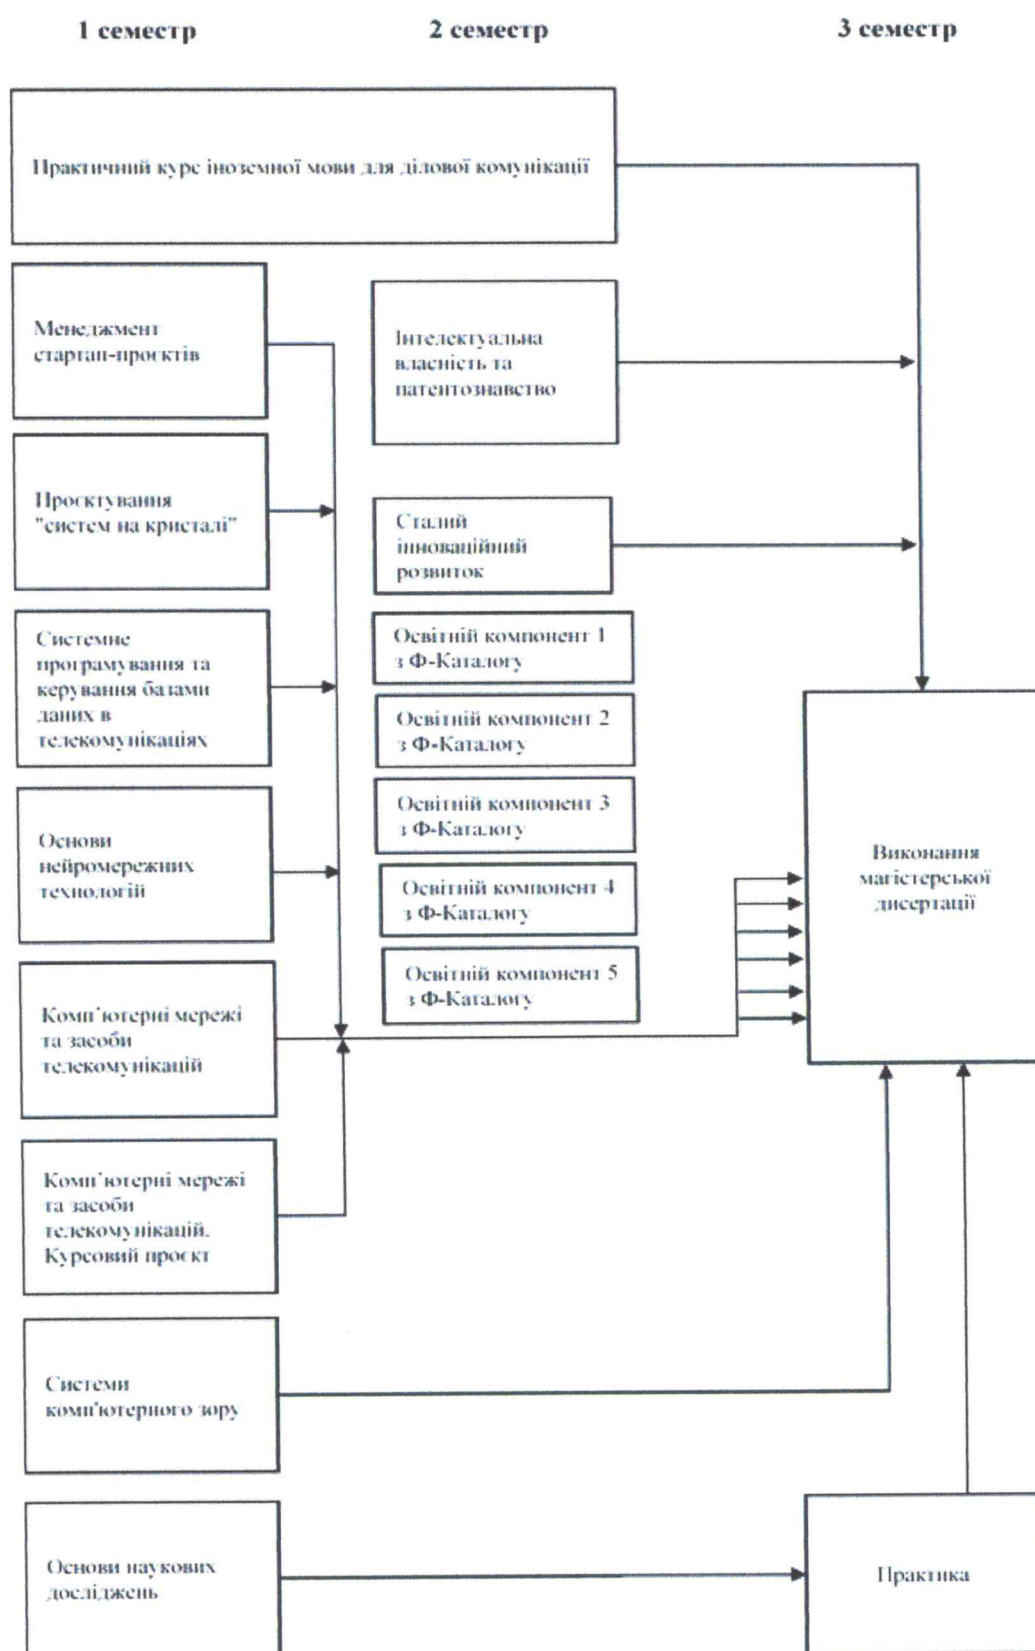 1 семестр
2 семестр
3 семестр
Практичний курс іноземної мови для ділової комунікації
Менеджмент
стартап-проєктів
Інтелектуальна
власність та
патентознавство
Проєктування
"систем на кристалі"
Сталий
інноваційний
розвиток
Системне
програмування та
керування базами
даних в
телекомунікаціях
Освітній компонент 1
з Ф-Каталогу
Освітній компонент 2
з Ф-Каталогу
Освітній компонент 3
з Ф-Каталогу
Освітній компонент 4
з Ф-Каталогу
Освітній компонент 5
з Ф-Каталогу
Основи
нейромережних
технологій
Виконання
магістерської
дисертації
Комп'ютерні мережі
та засоби
телекомунікацій
Комп'ютерні мережі
та засоби
телекомунікацій.
Курсовий проєкт
Системи
комп'ютерного зору
Основи наукових
досліджень
Практика